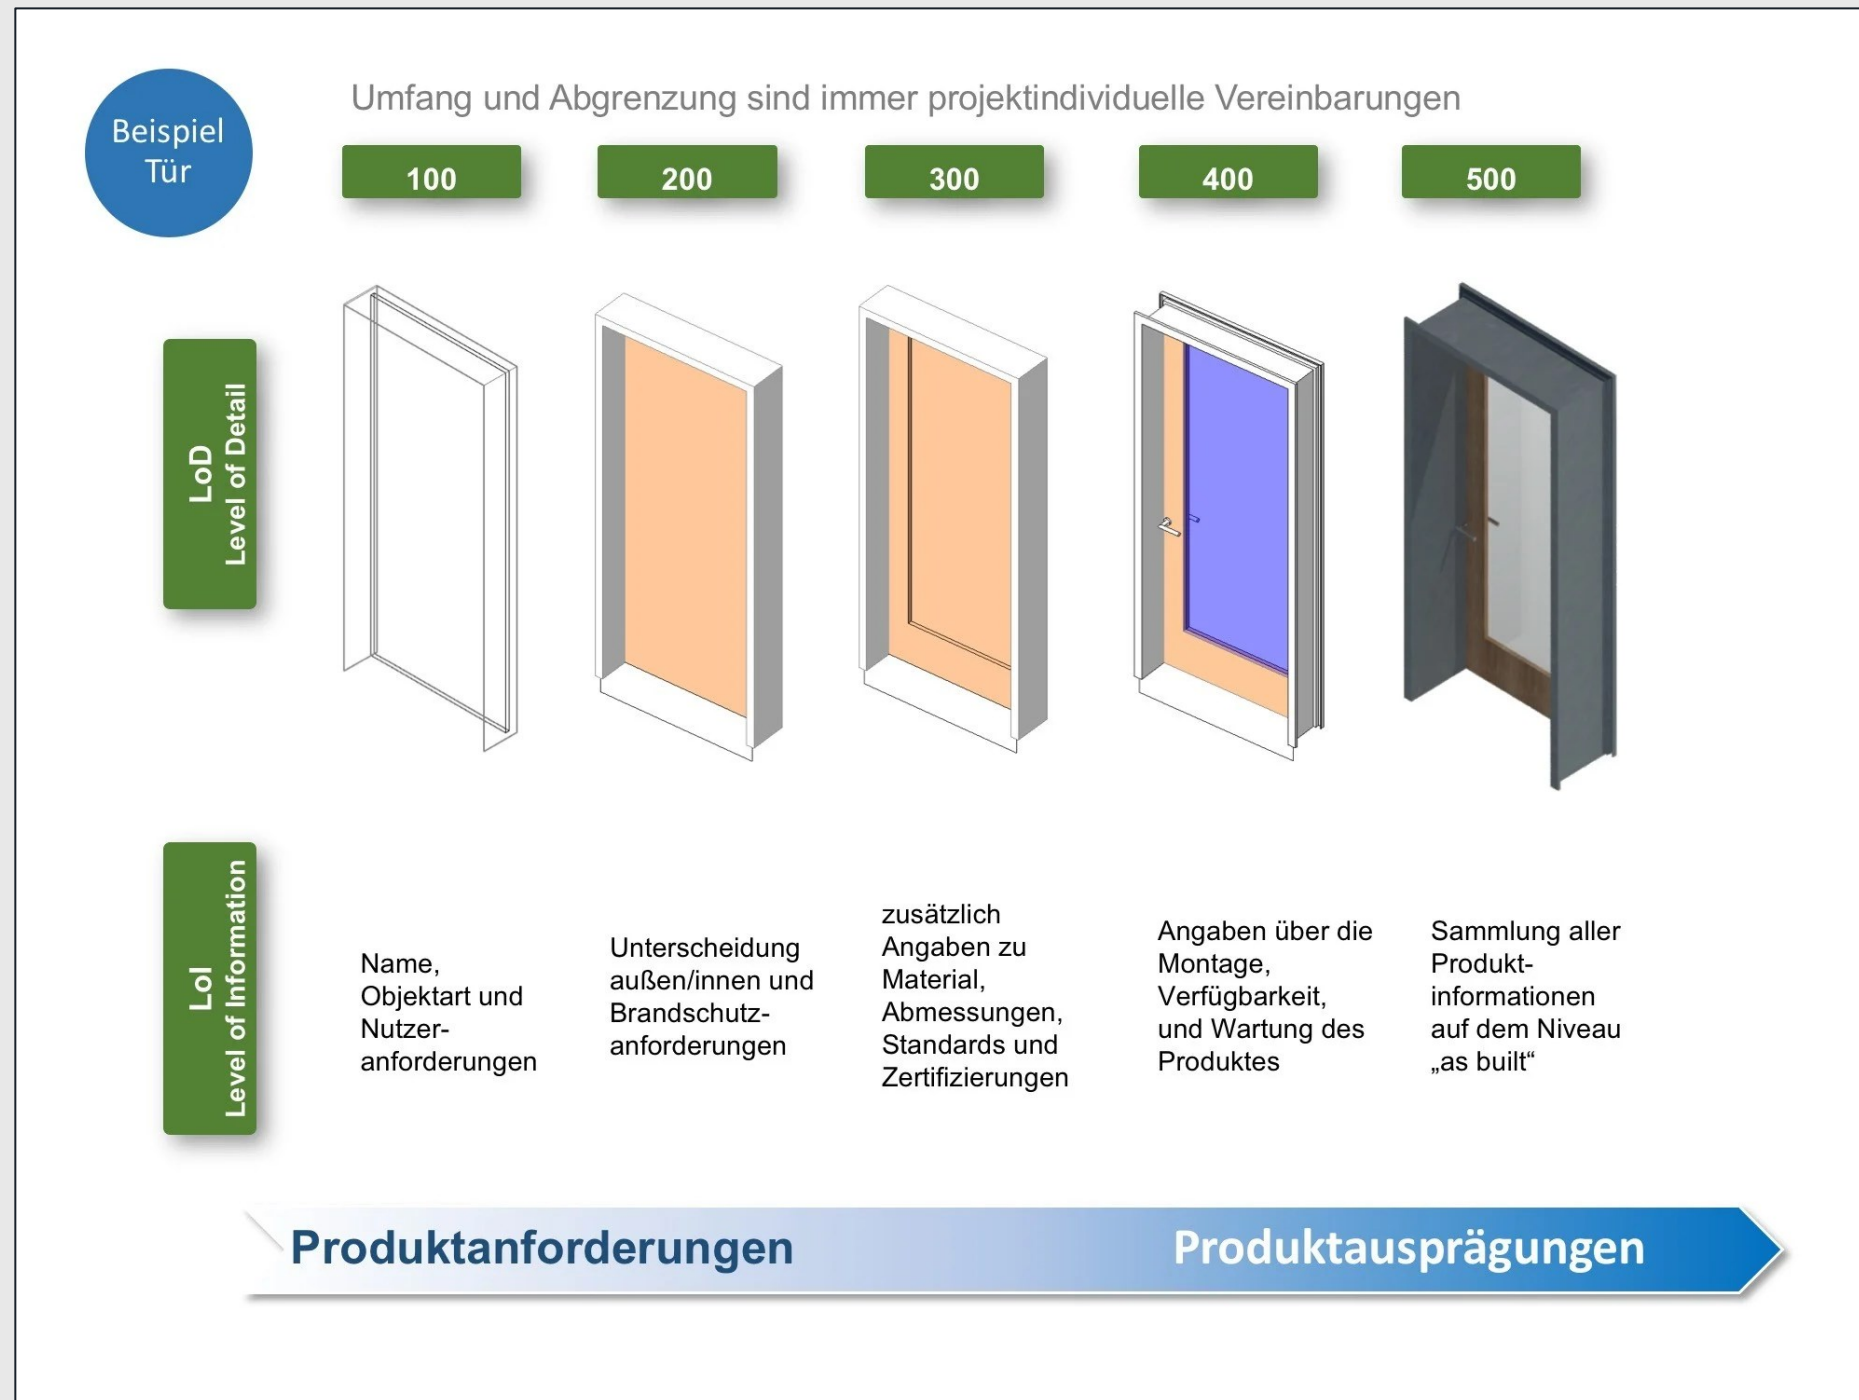 Beispiel
Tür
Umfang und Abgrenzung sind immer projektindividuelle Vereinbarungen
100
200
300
400
500
LoD
Level of Detail
LoI
Level of Information
Name,
Objektart und
Nutzer-
anforderungen
Unterscheidung
außen/innen und
Brandschutz-
anforderungen
zusätzlich
Angaben zu
Material,
Abmessungen,
Standards und
Zertifizierungen
Angaben über die
Montage,
Verfügbarkeit,
und Wartung des
Produktes
Sammlung aller
Produkt-
informationen
auf dem Niveau
„as built“
Produktanforderungen
Produktausprägungen